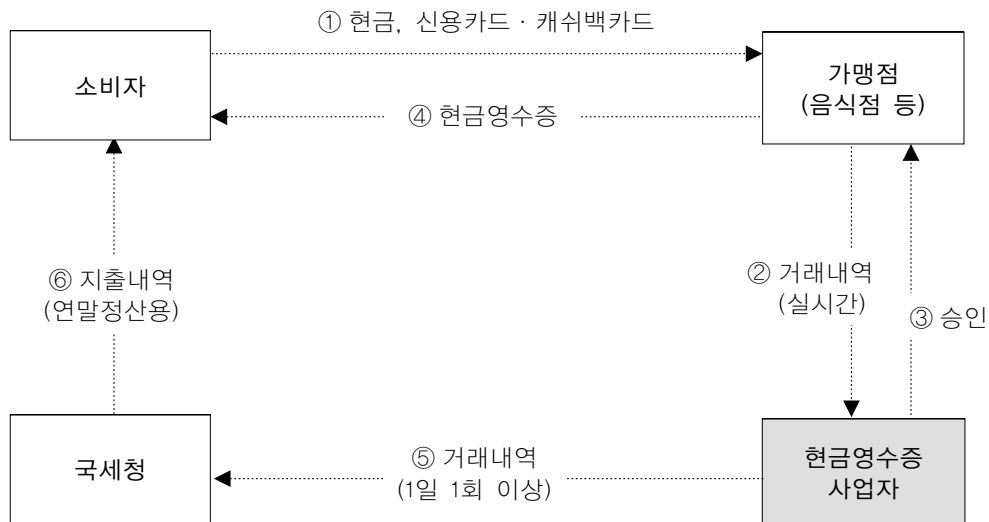 ① 현금, 신용카드 · 캐쉬백카드
소비자
가맹점
(음식점 등)
④ 현금영수증
⑥ 지출내역
(연말정산용)
② 거래내역
(실시간)
③ 승인
국세청
⑤ 거래내역
(1일 1회 이상)
현금영수증
사업자